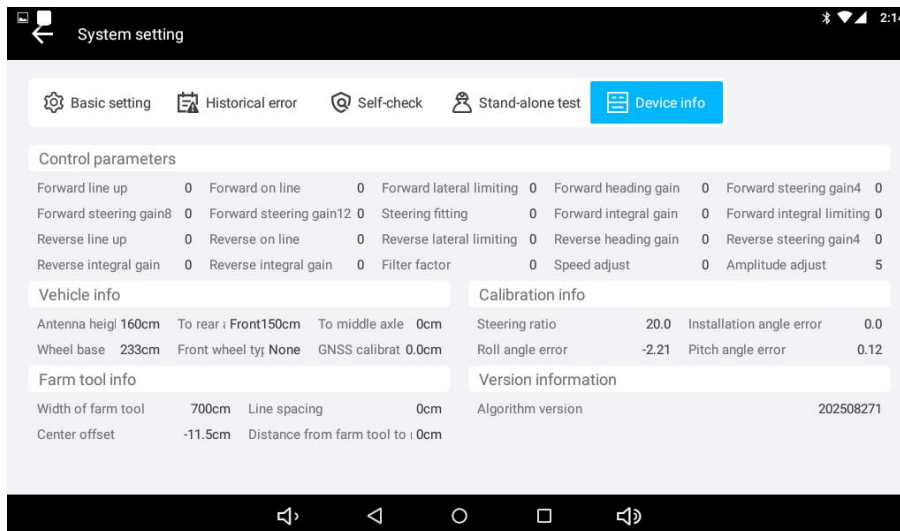 2:14
System setting
Basic setting Historical error Self-check Stand-alone test Device info
Control parameters
Forward line up 0 Forward on line 0 Forward lateral limiting 0 Forward heading gain 0 Forward steering gain4 0
Forward steering gain8 0 Forward steering gain12 0 Steering fitting 0 Forward integral gain 0 Forward integral limiting 0
Reverse line up 0 Reverse on line 0 Reverse lateral limiting 0 Reverse heading gain 0 Reverse steering gain4 0
Reverse integral gain 0 Reverse integral gain 0 Filter factor 0 Speed adjust 0 Amplitude adjust 5
Vehicle info Calibration info
Antenna heigl 160cm To rear Front150cm To middle axle 0cm Steering ratio 20.0 Installation angle error 0.0
Wheel base 233cm Front wheel ty None GNSS calibrat 0.0cm Roll angle error -2.21 Pitch angle error 0.12
Farm tool info Version information
Width of farm tool 700cm Line spacing 0cm Algorithm version 202508271
Center offset -11.5cm Distance from farm tool to 0cm